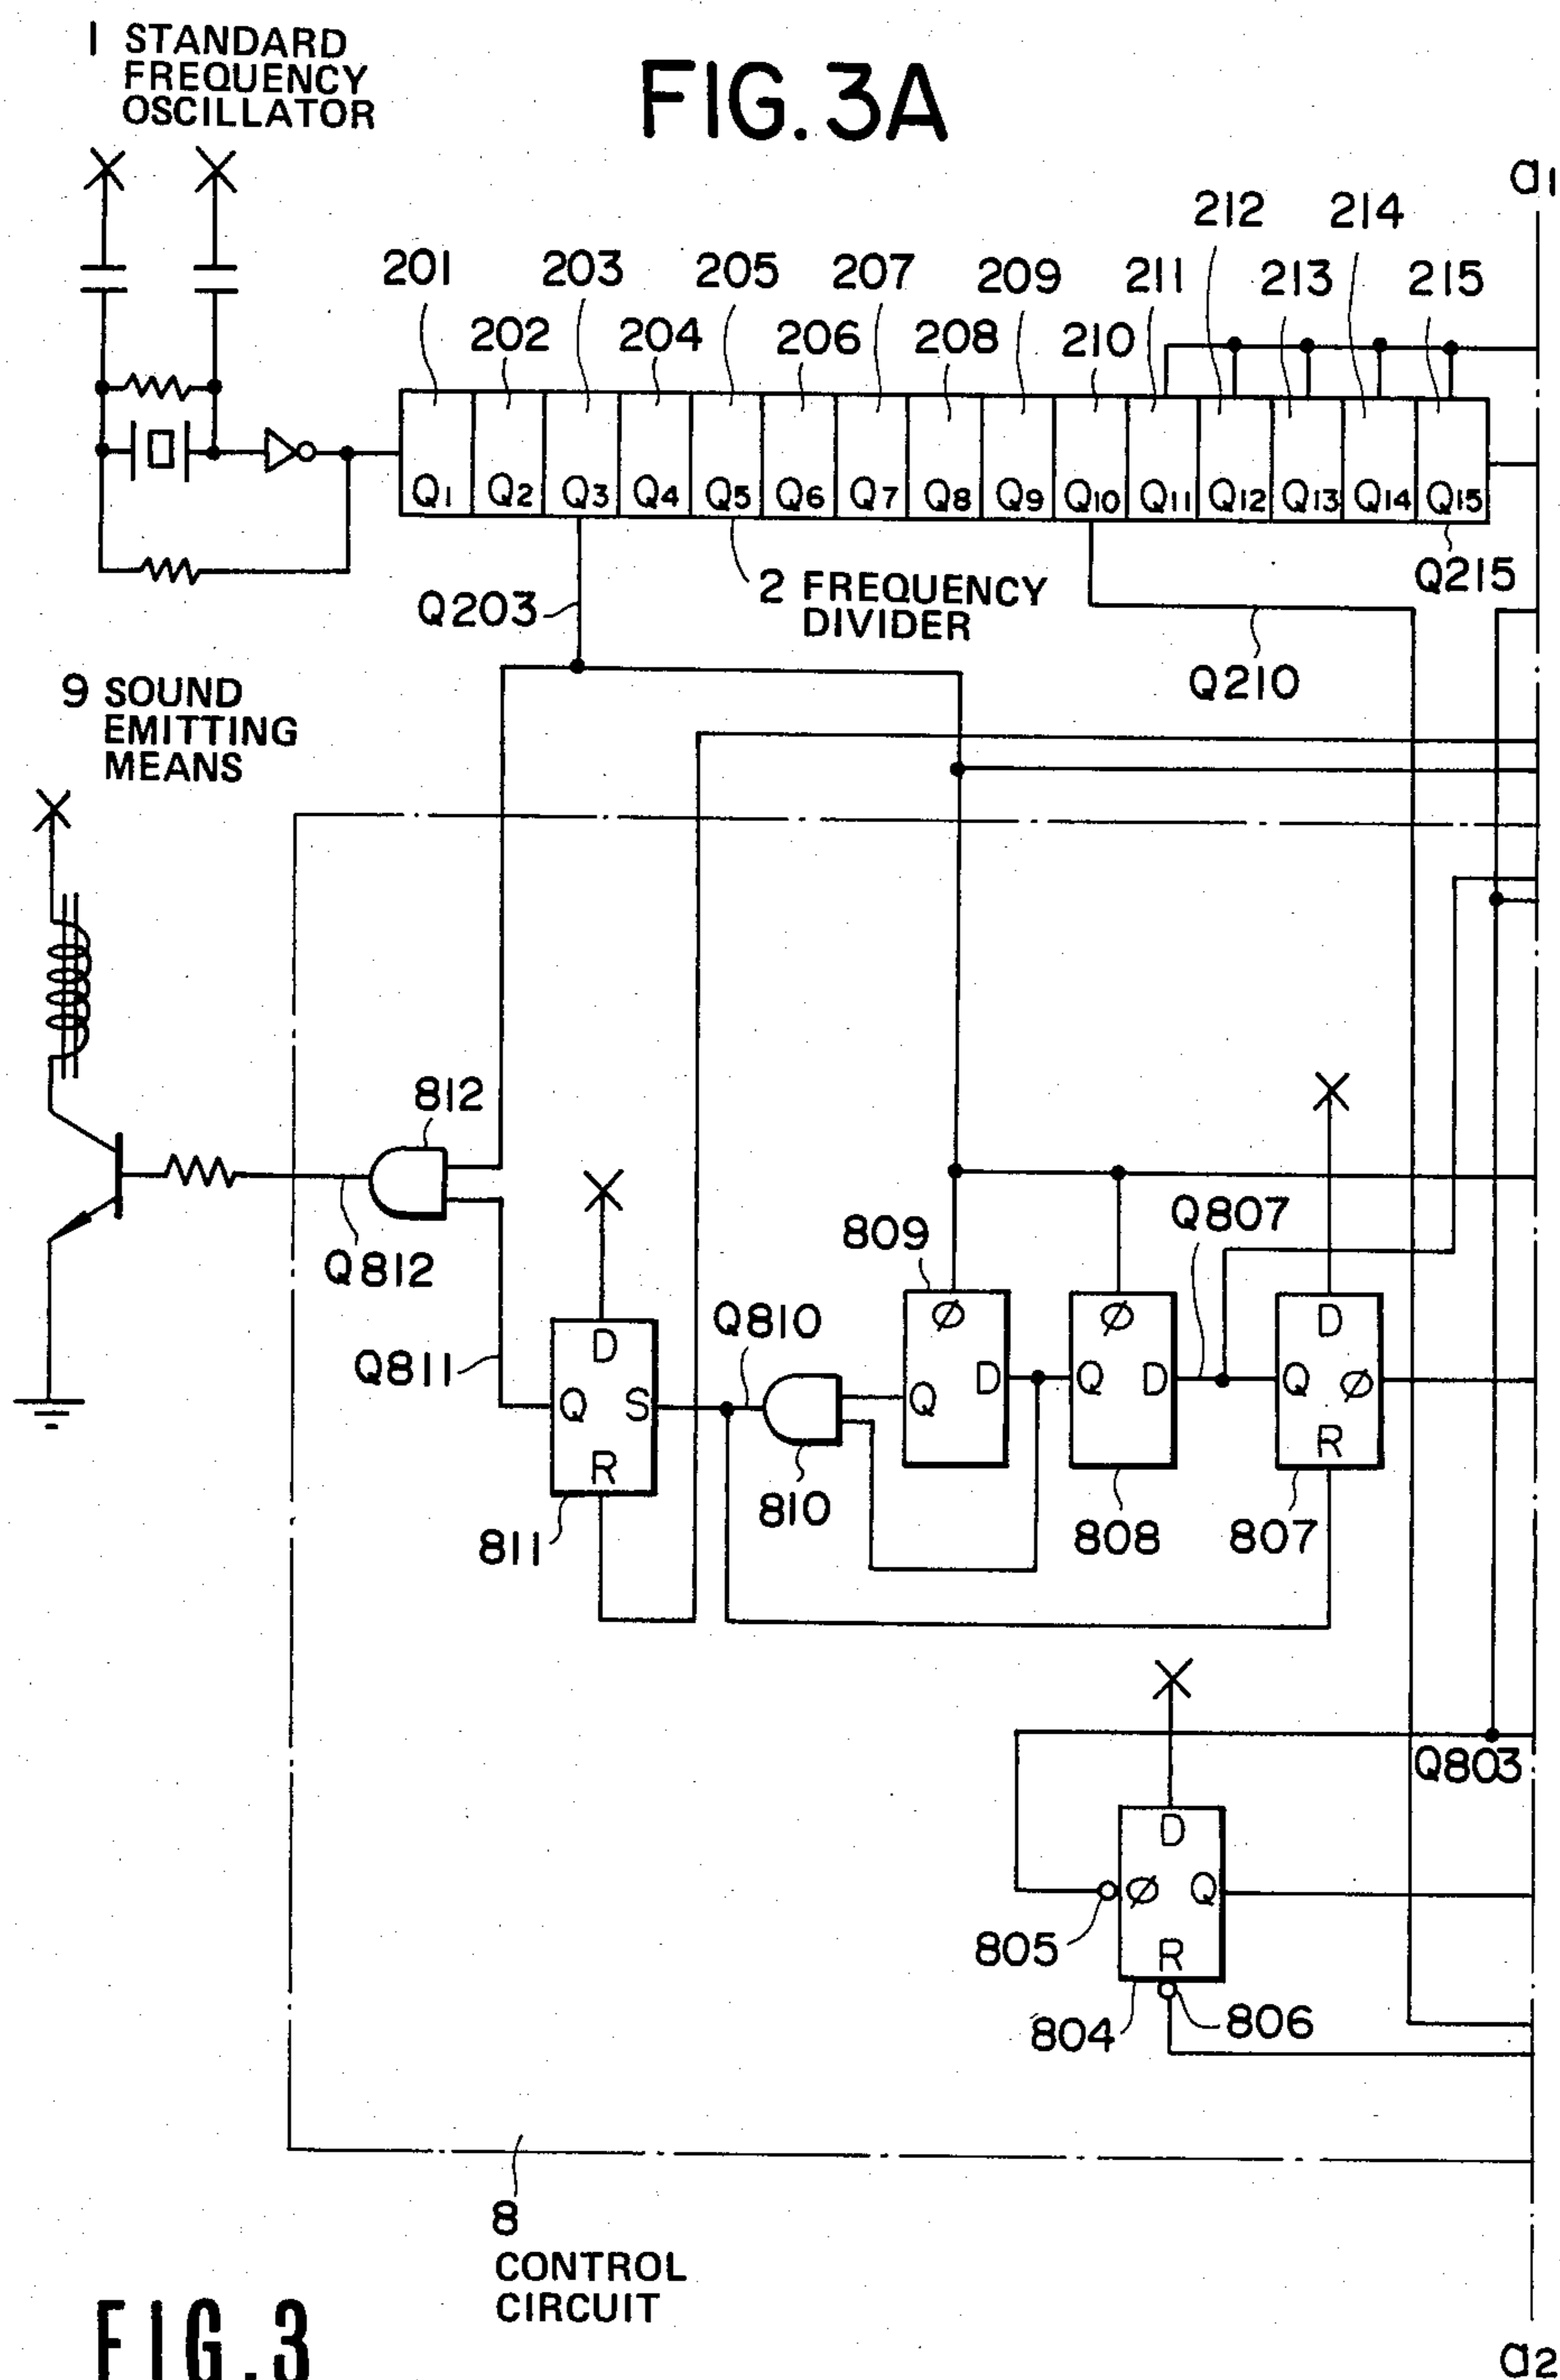 1 STANDARD
FREQUENCY
OSCILLATOR
FIG. 3A
a1
212 214
201 203 205 207 209 211 213 215
202 204 206 208 210
Q1 Q2 Q3 Q4 Q5 Q6 Q7 Q8 Q9 Q10 Q11 Q12 Q13 Q14 Q15
Q215
2 FREQUENCY
DIVIDER
Q203
Q210
9 SOUND
EMITTING
MEANS
812
Q812
809
Q807
Q810
Q811
D
Q S
R
Ø
Q D
Ø
Q D
D
Q Ø
R
811
810
808
807
Q803
D
Ø Q
R
805
804
806
8
CONTROL
CIRCUIT
FIG.3
a2